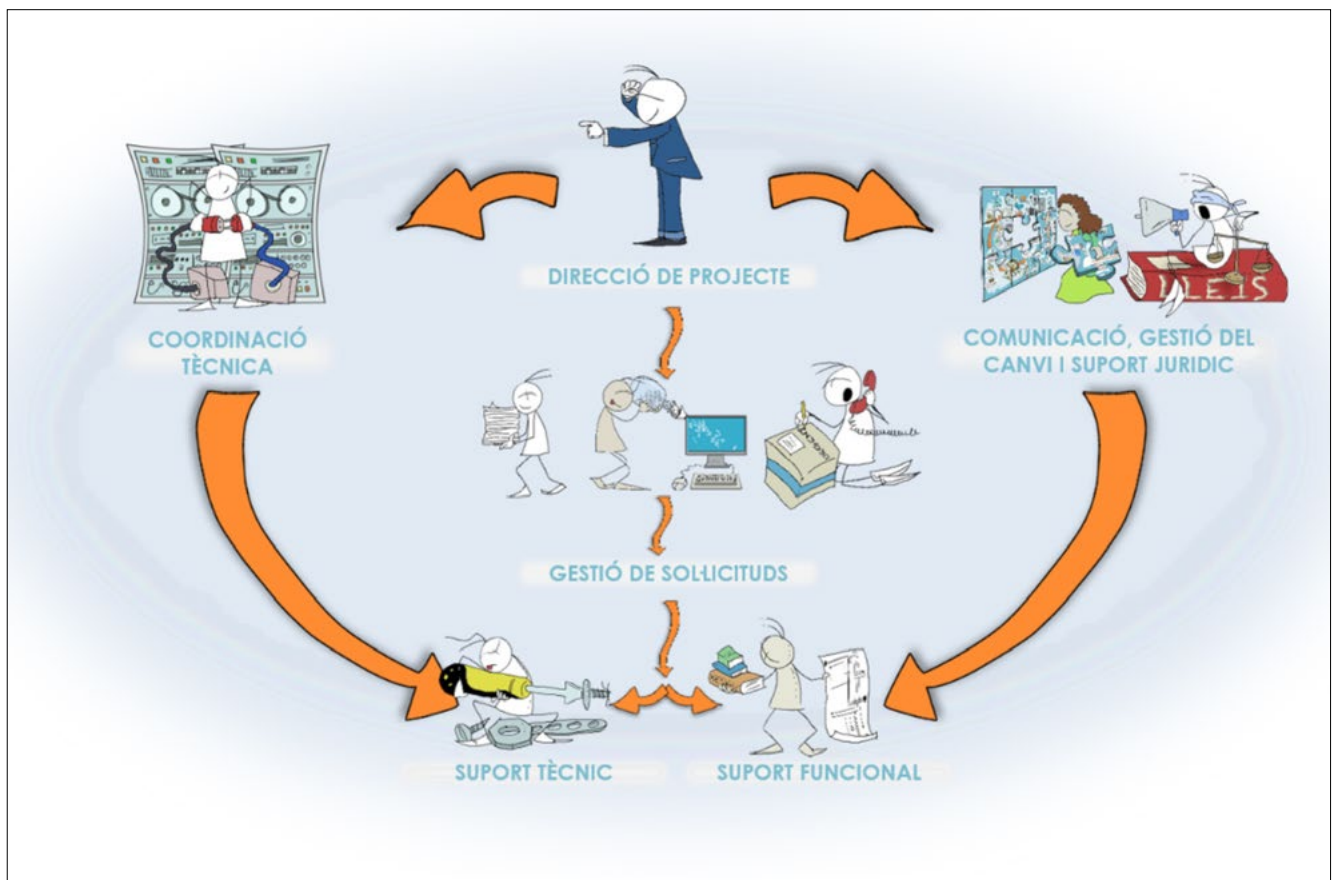 DIRECCIÓ DE PROJECTE
COORDINACIÓ
TÈCNICA
LLEIS
COMUNICACIÓ, GESTIÓ DEL
CANVI I SUPORT JURIDIC
GESTIÓ DE SOL·LICITUDS
SUPORT TÈCNIC
SUPORT FUNCIONAL